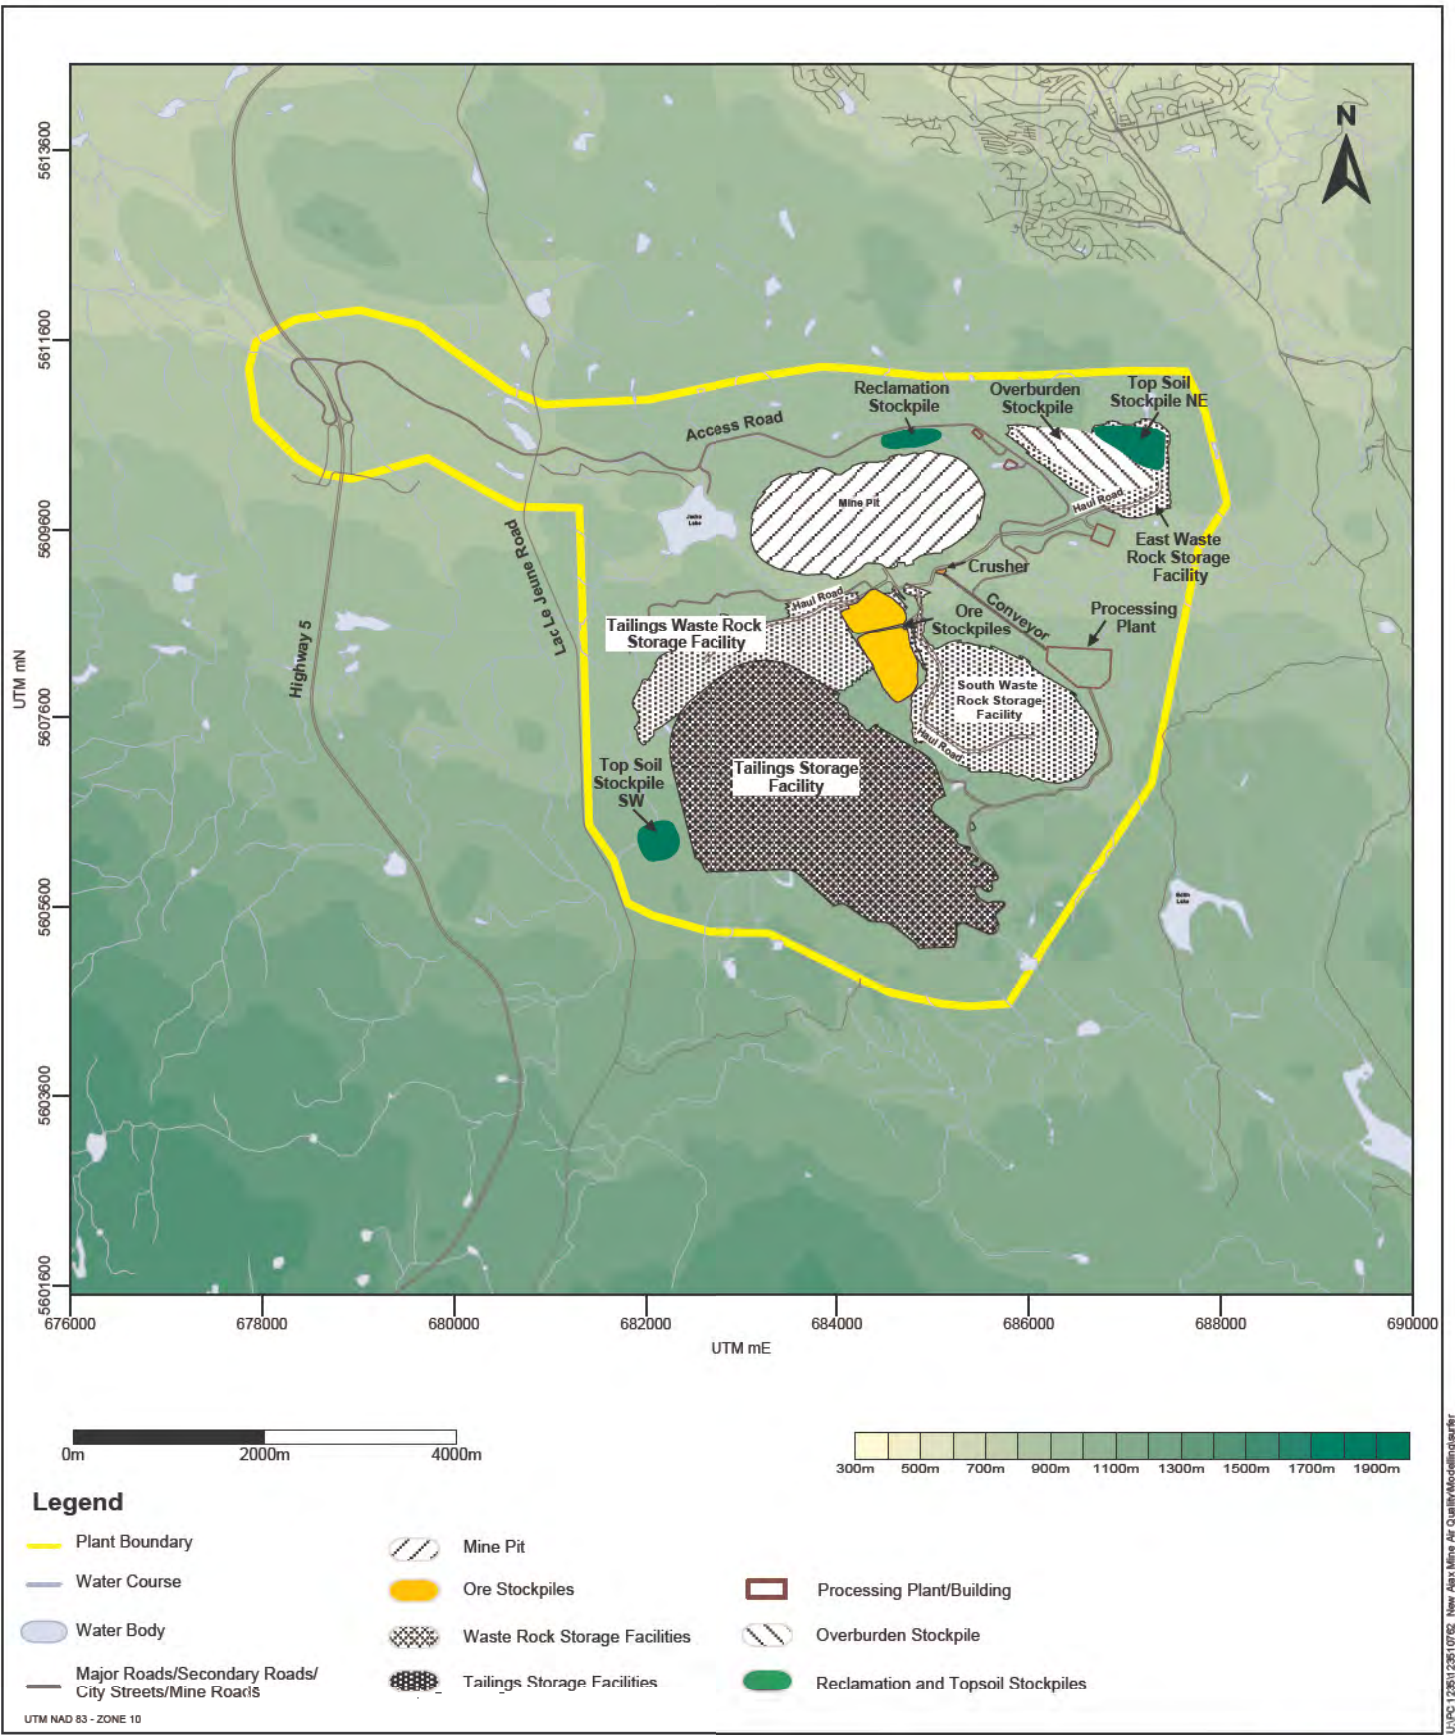 N
5613600
5611600
5609600
5607600
5605600
5603600
5601600
UTM mN
Reclamation
Stockpile
Overburden
Stockpile
Top Soil
Stockpile NE
Access Road
Mine Pit
Jacko
Lake
Haul Road
East Waste
Rock Storage
Facility
Crusher
Conveyor
Processing
Plant
Haul Road
Ore
Stockpiles
Tailings Waste Rock
Storage Facility
Lac Le Jeune Road
Highway 5
South Waste
Rock Storage
Facility
Haul Road
Top Soil
Stockpile
SW
Tailings Storage
Facility
Lake
676000
678000
680000
682000
684000
686000
688000
690000
UTM mE
0m
2000m
4000m
300m
500m
700m
900m
1100m
1300m
1500m
1700m
1900m
Legend
Plant Boundary
Water Course
Water Body
Major Roads/Secondary Roads/
City Streets/Mine Roads
Mine Pit
Ore Stockpiles
Waste Rock Storage Facilities
Tailings Storage Facilities
Processing Plant/Building
Overburden Stockpile
Reclamation and Topsoil Stockpiles
UTM NAD 83 - ZONE 10